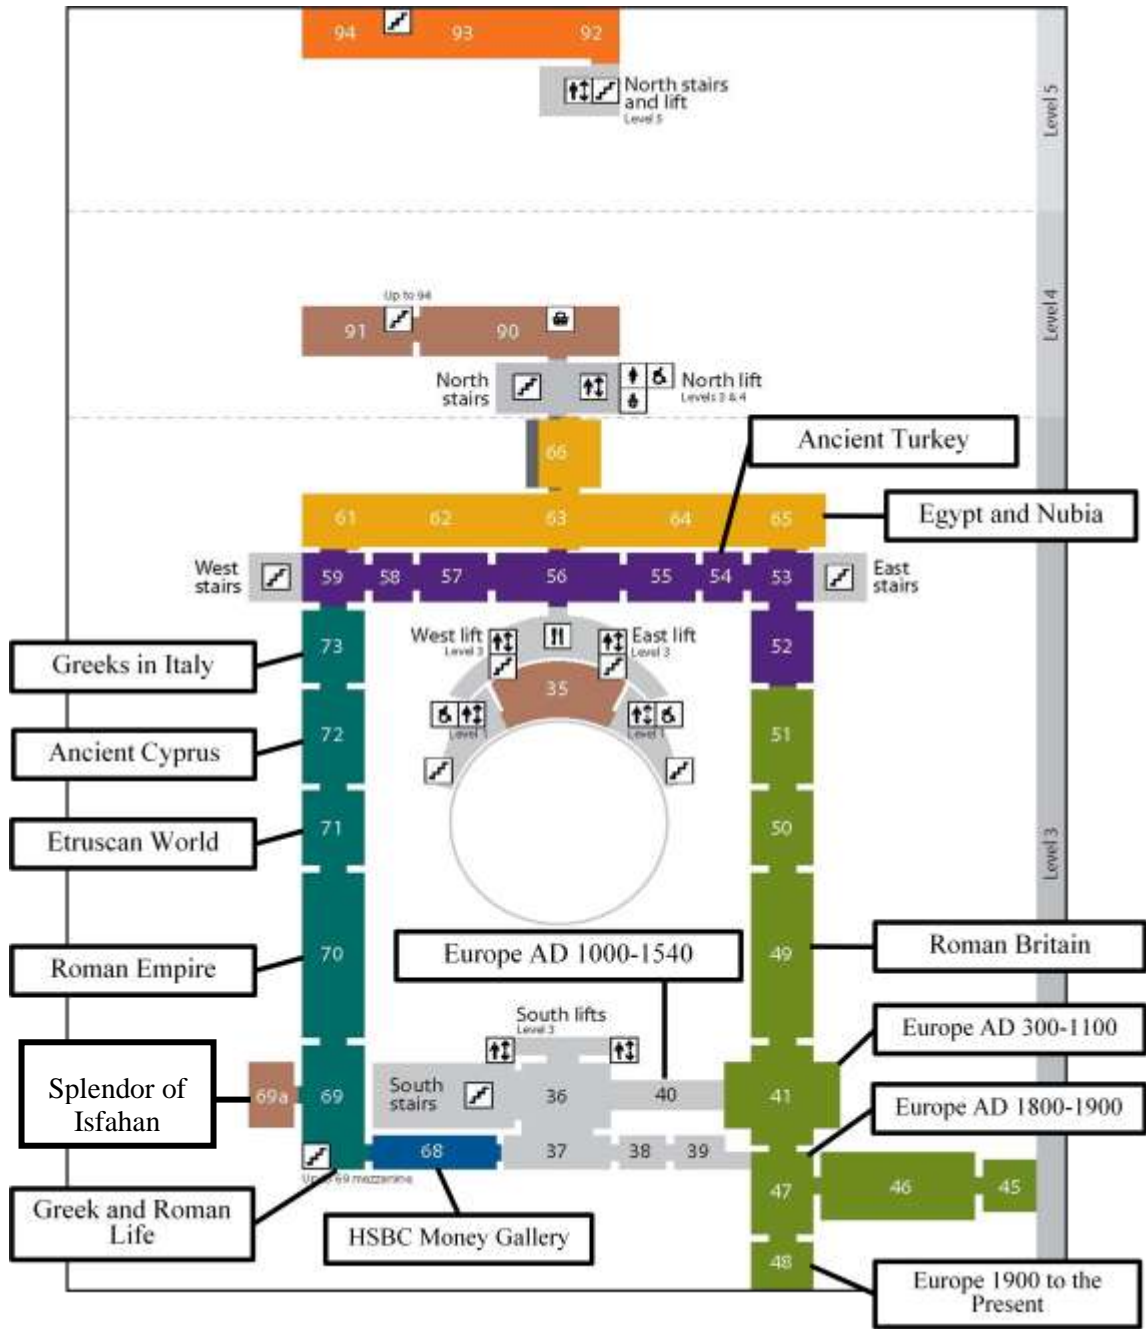 94
93
92
North stairs
and lift
Level 5
Level 5
Up to 94
91
90
North
stairs
North lift
Levels 3 & 4
Level 4
66
Ancient Turkey
61
62
63
64
65
Egypt and Nubia
West
stairs
59
58
57
56
55
54
53
East
stairs
Greeks in Italy
73
West lift
Level 3
East lift
Level 3
52
35
Ancient Cyprus
72
Level 1
Level 1
51
Etruscan World
71
50
Level 3
Roman Empire
70
Europe AD 1000-1540
49
Roman Britain
South lifts
Level 3
Europe AD 300-1100
Splendor of
Isfahan
69a
69
South
stairs
36
40
41
Europe AD 1800-1900
68
37
38
39
Up to 69 mezzanine
47
46
45
Greek and Roman
Life
HSBC Money Gallery
48
Europe 1900 to the
Present